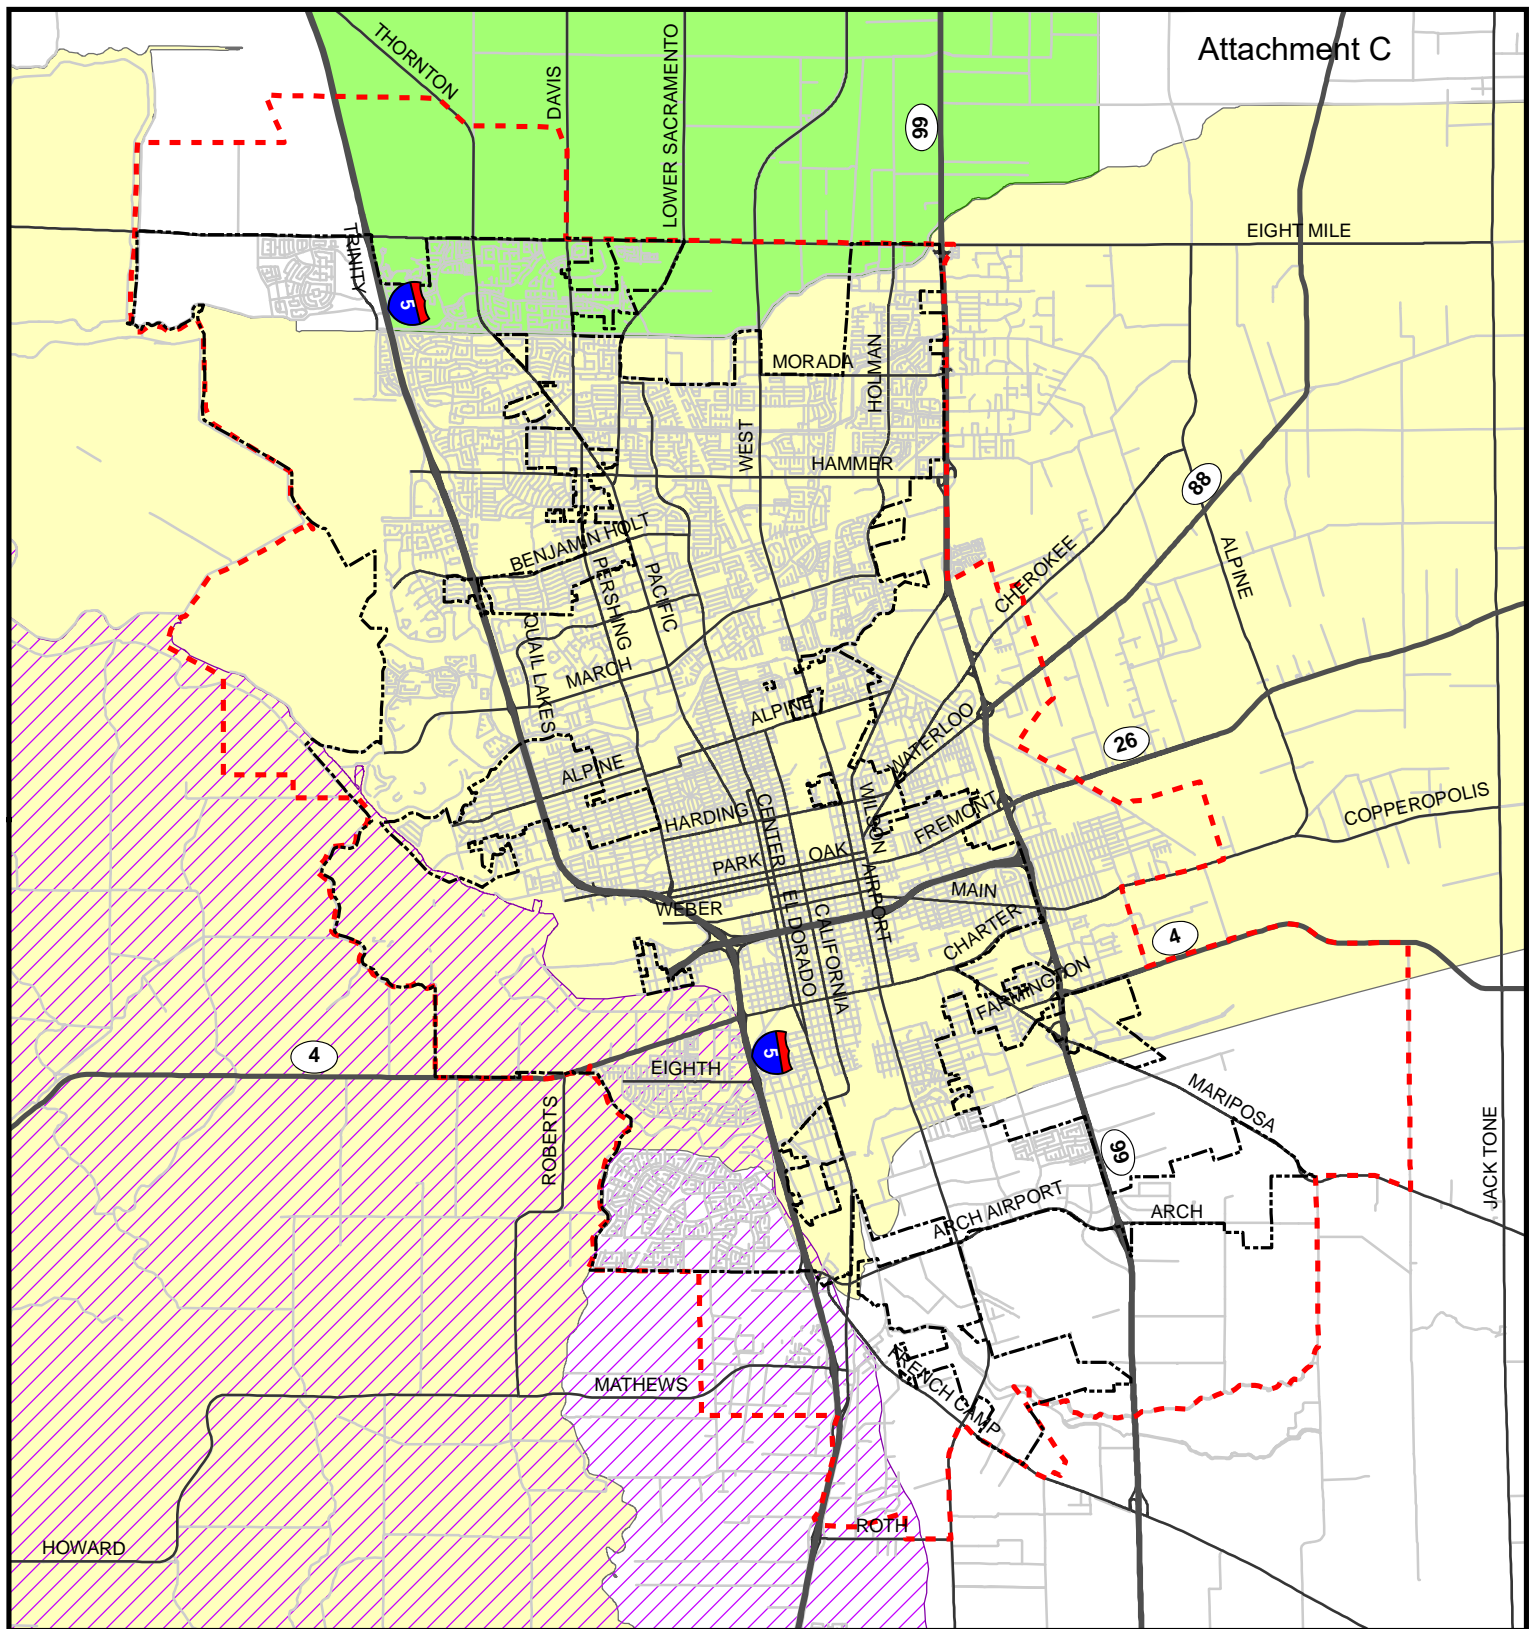 Attachment C
THORNTON
DAVIS
LOWER SACRAMENTO
99
EIGHT MILE
TRINITY
5
MORADA
HOLMAN
WEST
HAMMER
88
BENJAMIN HOLT
CHEROKEE
ALPINE
PERSHING
PACIFIC
QUAIL LAKES
MARCH
ALPINE
WATERLOO
26
ALPINE
HARDING
CENTER
WILSON
FREMONT
COPPEROPOLIS
PARK
OAK
MAIN
WEBER
EL DORADO
CALIFORNIA
AIRPORT
CHARTER
4
FARMINGTON
4
5
EIGHTH
ROBERTS
MARIPOSA
99
JACK TONE
ARCH AIRPORT
ARCH
MATHEWS
FRENCH CAMP
ROTH
HOWARD